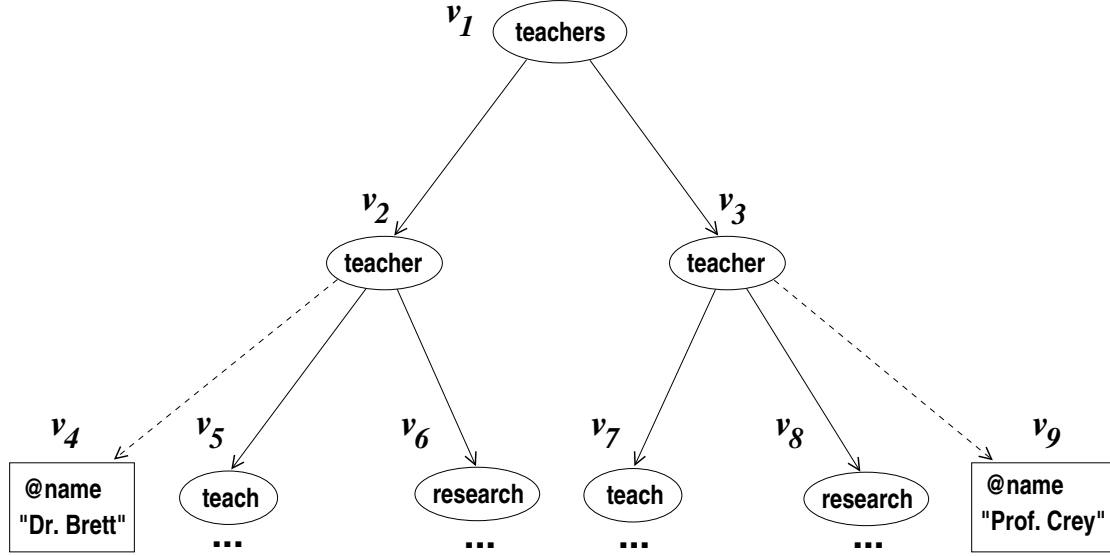 v1
teachers
v2
v3
teacher
teacher
v4
v5
v6
v7
v8
v9
@name
"Dr. Brett"
teach
research
teach
research
@name
"Prof. Crey"
...
...
...
...